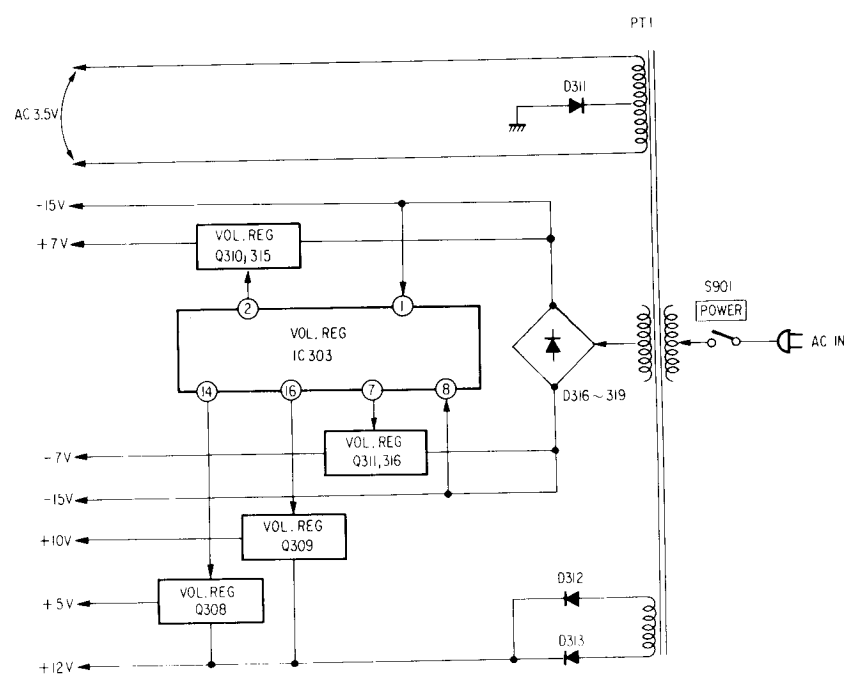 PT1
D311
AC 3.5V
-15V
+7V
VOL. REG
Q310, 315
2
1
VOL. REG
IC303
S901
POWER
AC IN
14
16
7
8
D316~319
VOL. REG
Q311, 316
-7V
-15V
VOL. REG
Q309
+10V
D312
VOL. REG
Q308
+5V
D313
+12V